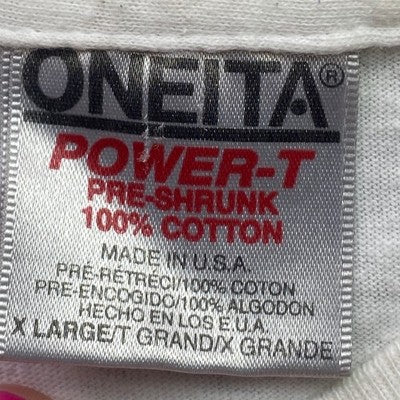 ONEITA®
POWER-T
PRE-SHRUNK
100% COTTON
MADE IN U.S.A.
PRÉ-RÉTRÉCI/100% COTON
PRE-ENCOGIDO/100% ALGODON
HECHO EN LOS E.U.A.
X LARGE/T GRAND/X GRANDE